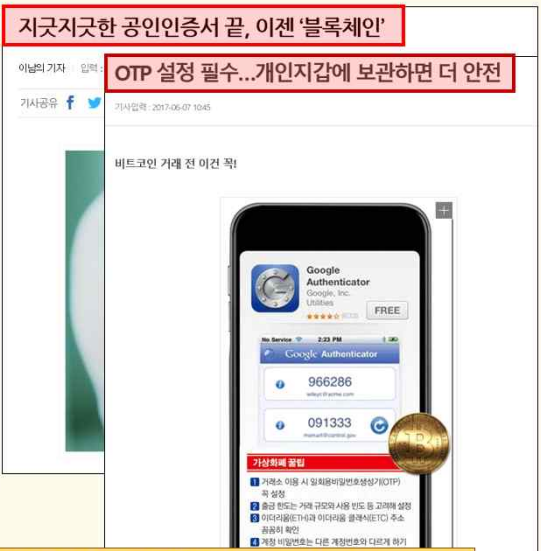 지긋지긋한 공인인증서 끝, 이젠 '블록체인'
이남의 기자
입력 :
OTP 설정 필수...개인지갑에 보관하면 더 안전
기사공유
기사입력 : 2017-06-07 10:45
비트코인 거래 전 이건 꼭!
Google
Authenticator
Google, Inc.
Utilities
FREE
No Service 2:23 PM
Google Authenticator
966286
091333
가상화폐 꿀팁
1 거래소 이용 시 일회용비밀번호생성기(OTP)
꼭 설정
2 출금 한도는 거래 규모와 사용 빈도 등 고려해 설정
3 이더리움(ETH)과 이더리움 클래식(ETC) 주소
꼼꼼히 확인
4 계정 비밀번호는 다른 계정번호와 다르게 하기